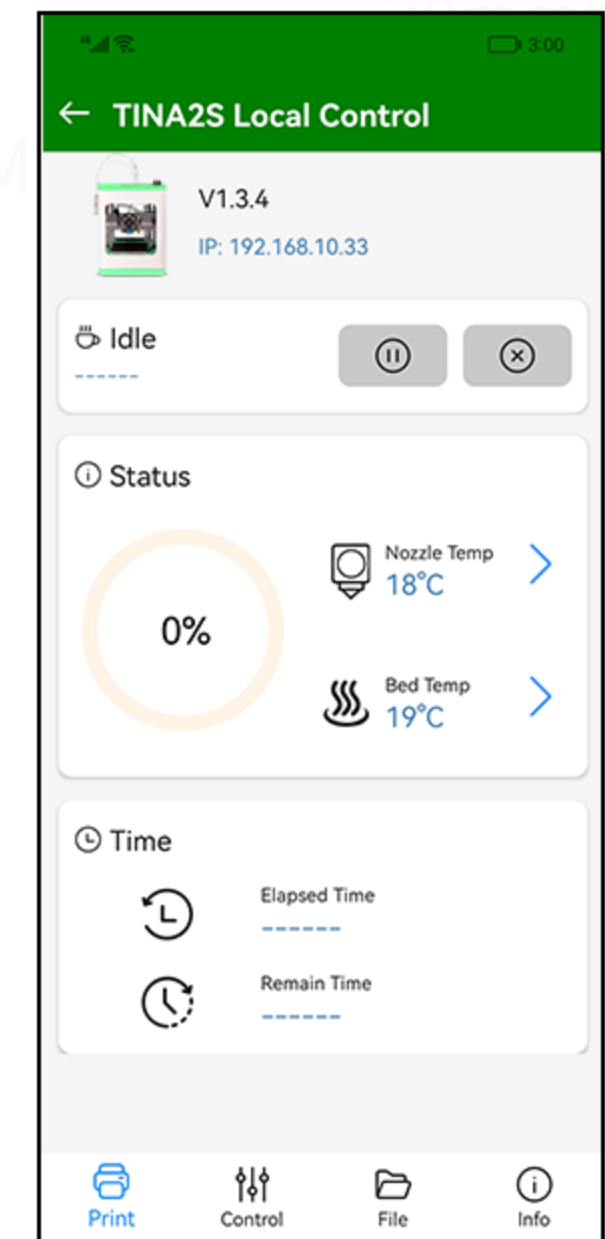 4G 3:00
← TINA2S Local Control
V1.3.4
IP: 192.168.10.33
Idle
------
Status
0%
Nozzle Temp
18°C
Bed Temp
19°C
Time
Elapsed Time
------
Remain Time
------
Print Control File Info